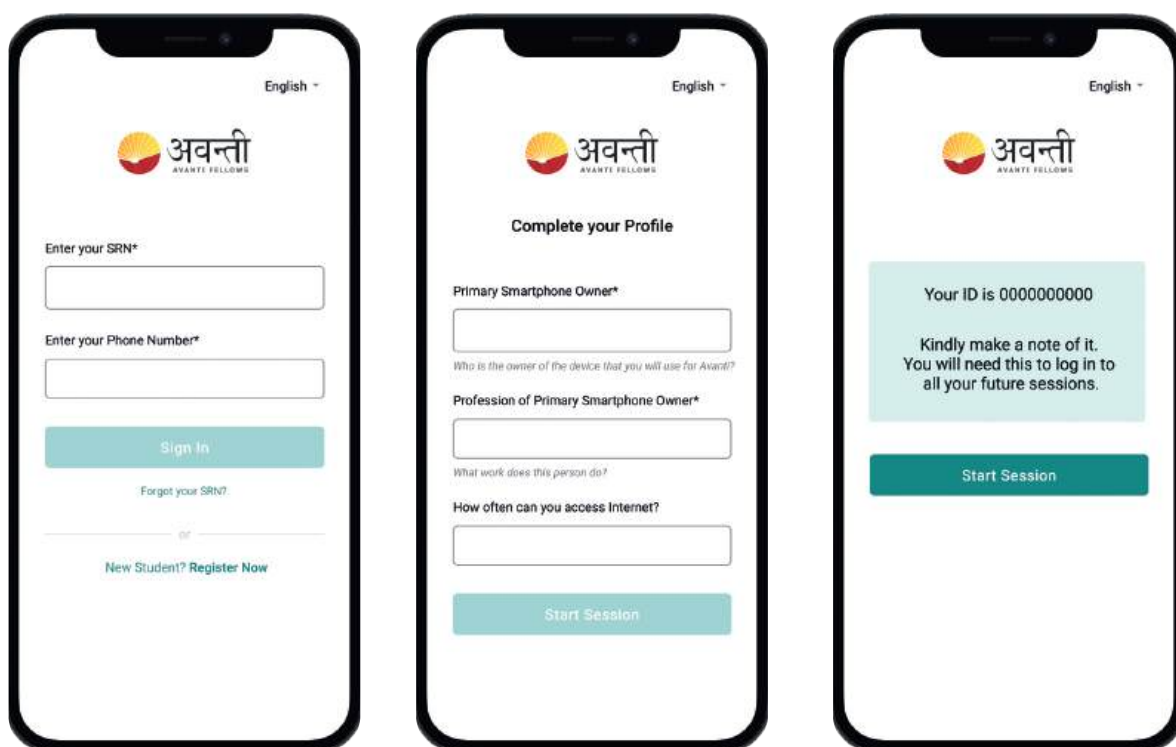 English
अवन्ती
AVANTI FELLOWS
Enter your SRN*
Enter your Phone Number*
Sign In
Forgot your SRN?
or
New Student? Register Now
English
अवन्ती
AVANTI FELLOWS
Complete your Profile
Primary Smartphone Owner*
Who is the owner of the device that you will use for Avanti?
Profession of Primary Smartphone Owner*
What work does this person do?
How often can you access Internet?
Start Session
English
अवन्ती
AVANTI FELLOWS
Your ID is 0000000000
Kindly make a note of it.
You will need this to log in to
all your future sessions.
Start Session